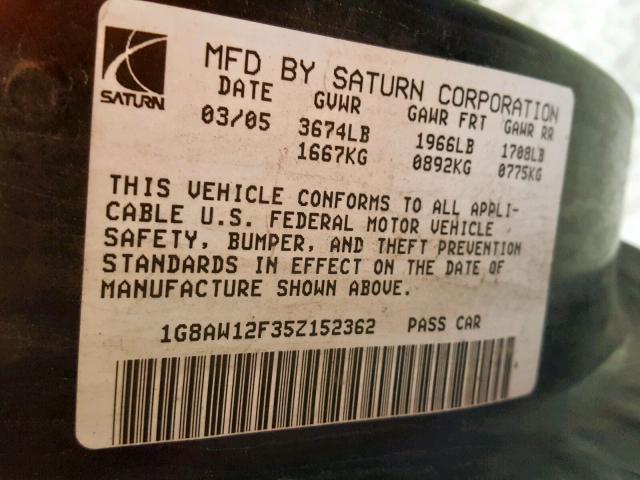 SATURN
MFD BY SATURN CORPORATION
DATE GVWR GAWR FRT GAWR RR
03/05 3674LB 1966LB 1708LB
1667KG 0892KG 0775KG
THIS VEHICLE CONFORMS TO ALL APPLI-
CABLE U.S. FEDERAL MOTOR VEHICLE
SAFETY, BUMPER, AND THEFT PREVENTION
STANDARDS IN EFFECT ON THE DATE OF
MANUFACTURE SHOWN ABOVE.
1G8AW12F35Z152362 PASS CAR